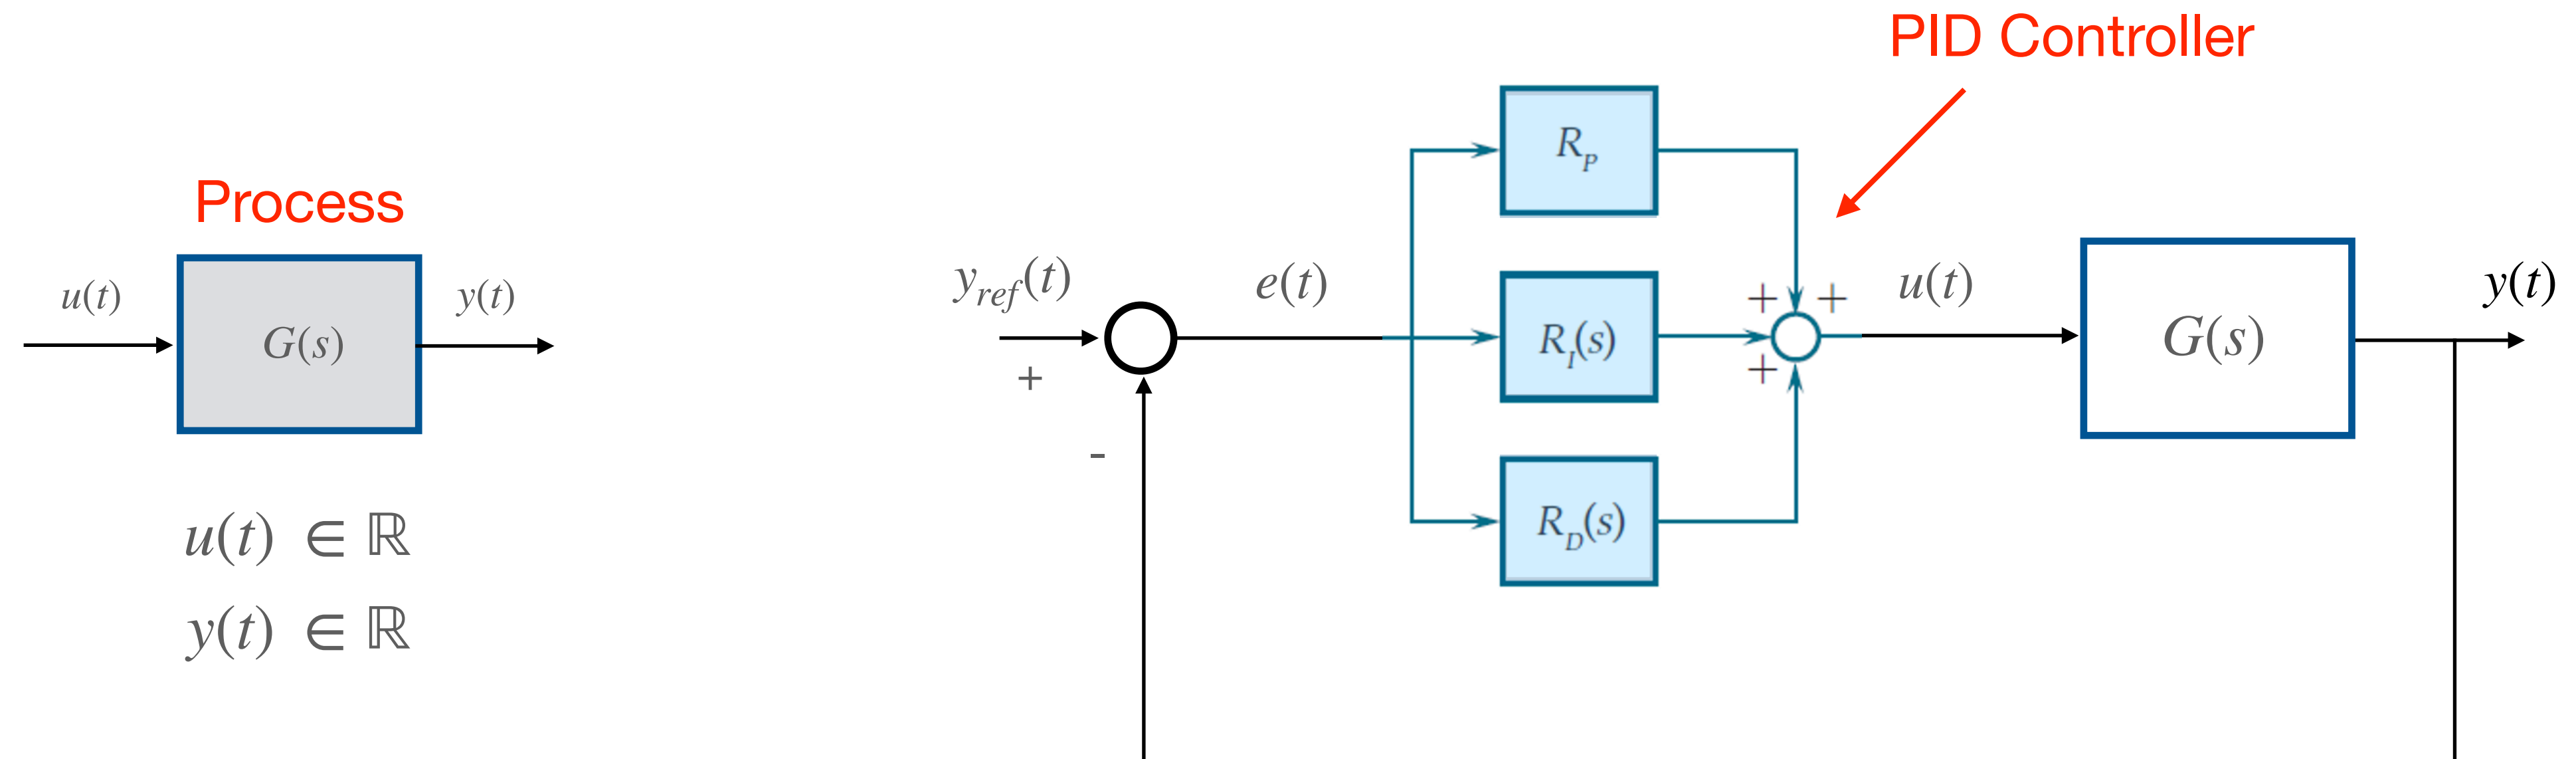 Process
u(t)
G(s)
y(t)
u(t) ∈ ℝ
y(t) ∈ ℝ
PID Controller
y_ref(t)
+
-
e(t)
R_P
R_I(s)
R_D(s)
+ +
+
u(t)
G(s)
y(t)